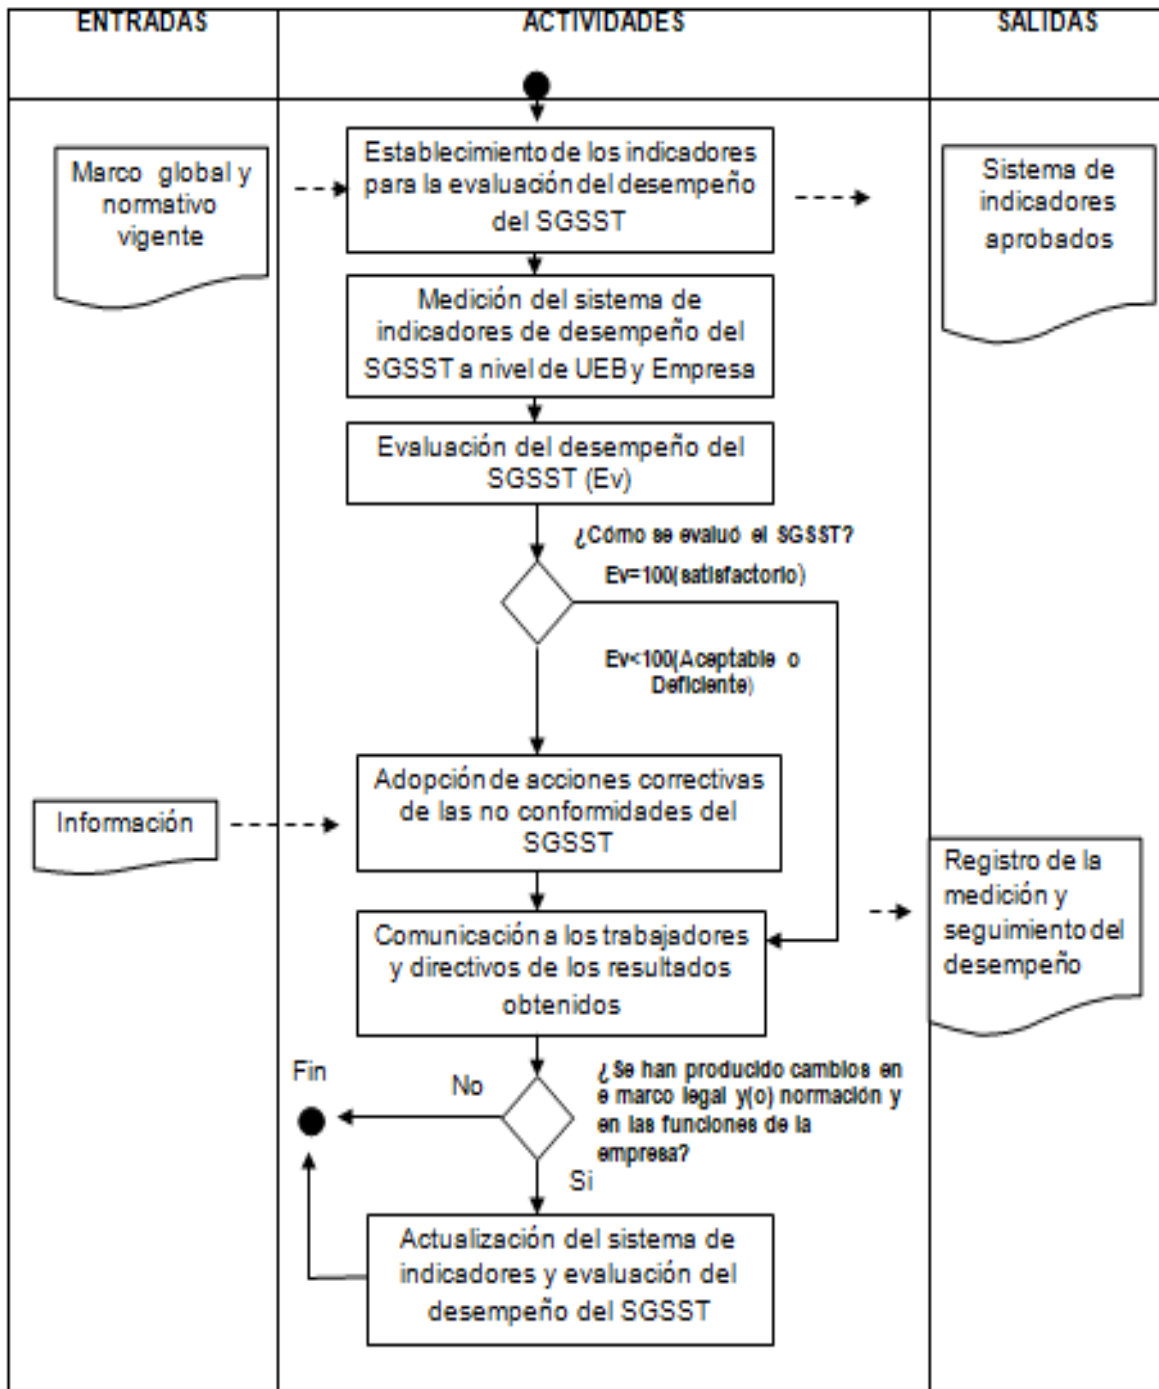 ENTRADAS
ACTIVIDADES
SALIDAS
Marco global y
normativo
vigente
Establecimiento de los indicadores
para la evaluación del desempeño
del SGSST
Sistema de
indicadores
aprobados
Medición del sistema de
indicadores de desempeño del
SGSST a nivel de UEB y Empresa
Evaluación del desempeño del
SGSST (Ev)
¿Cómo se evaluó el SGSST?
Ev=100(satisfactorio)
Ev<100(Aceptable o
Deficiente)
Información
Adopción de acciones correctivas
de las no conformidades del
SGSST
Registro de la
medición y
seguimiento del
desempeño
Comunicación a los trabajadores
y directivos de los resultados
obtenidos
Fin
No
¿Se han producido cambios en
e marco legal y(o) normación y
en las funciones de la
empresa?
Si
Actualización del sistema de
indicadores y evaluación del
desempeño del SGSST